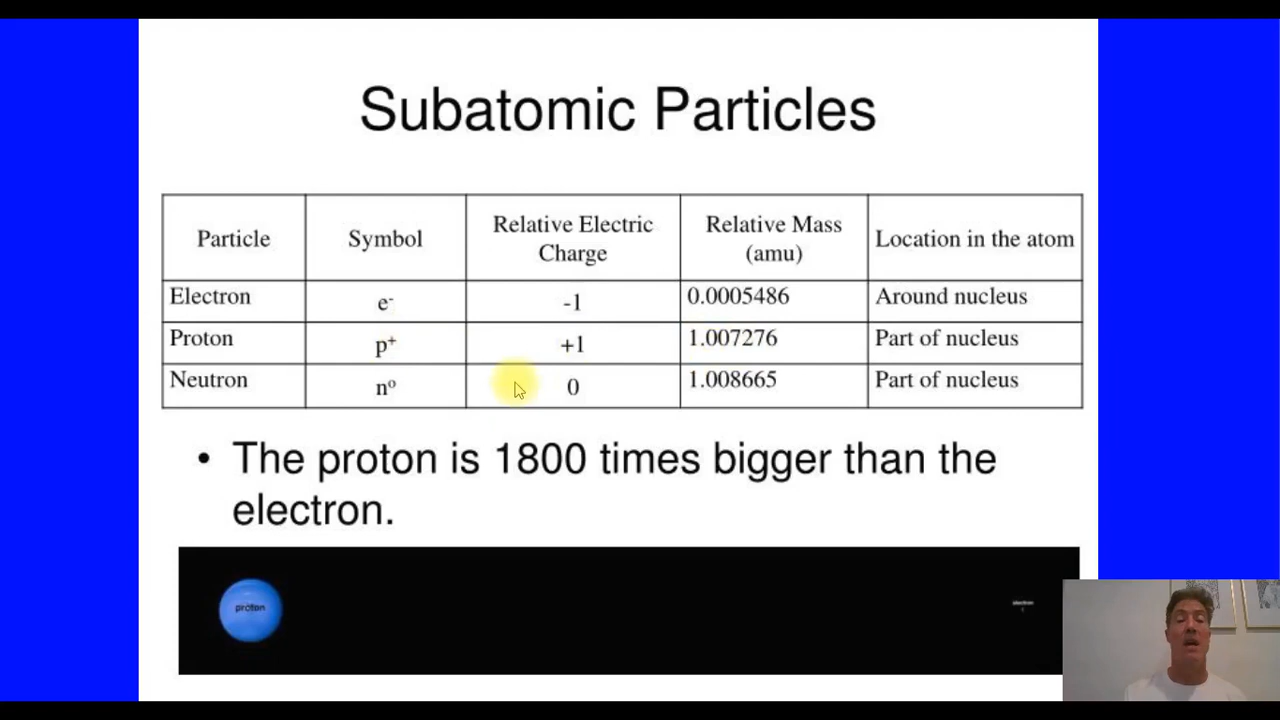 Subatomic Particles
Particle Symbol Relative Electric Charge Relative Mass (amu) Location in the atom
Electron e⁻ -1 0.0005486 Around nucleus
Proton p⁺ +1 1.007276 Part of nucleus
Neutron nº 0 1.008665 Part of nucleus
• The proton is 1800 times bigger than the
electron.
proton electron